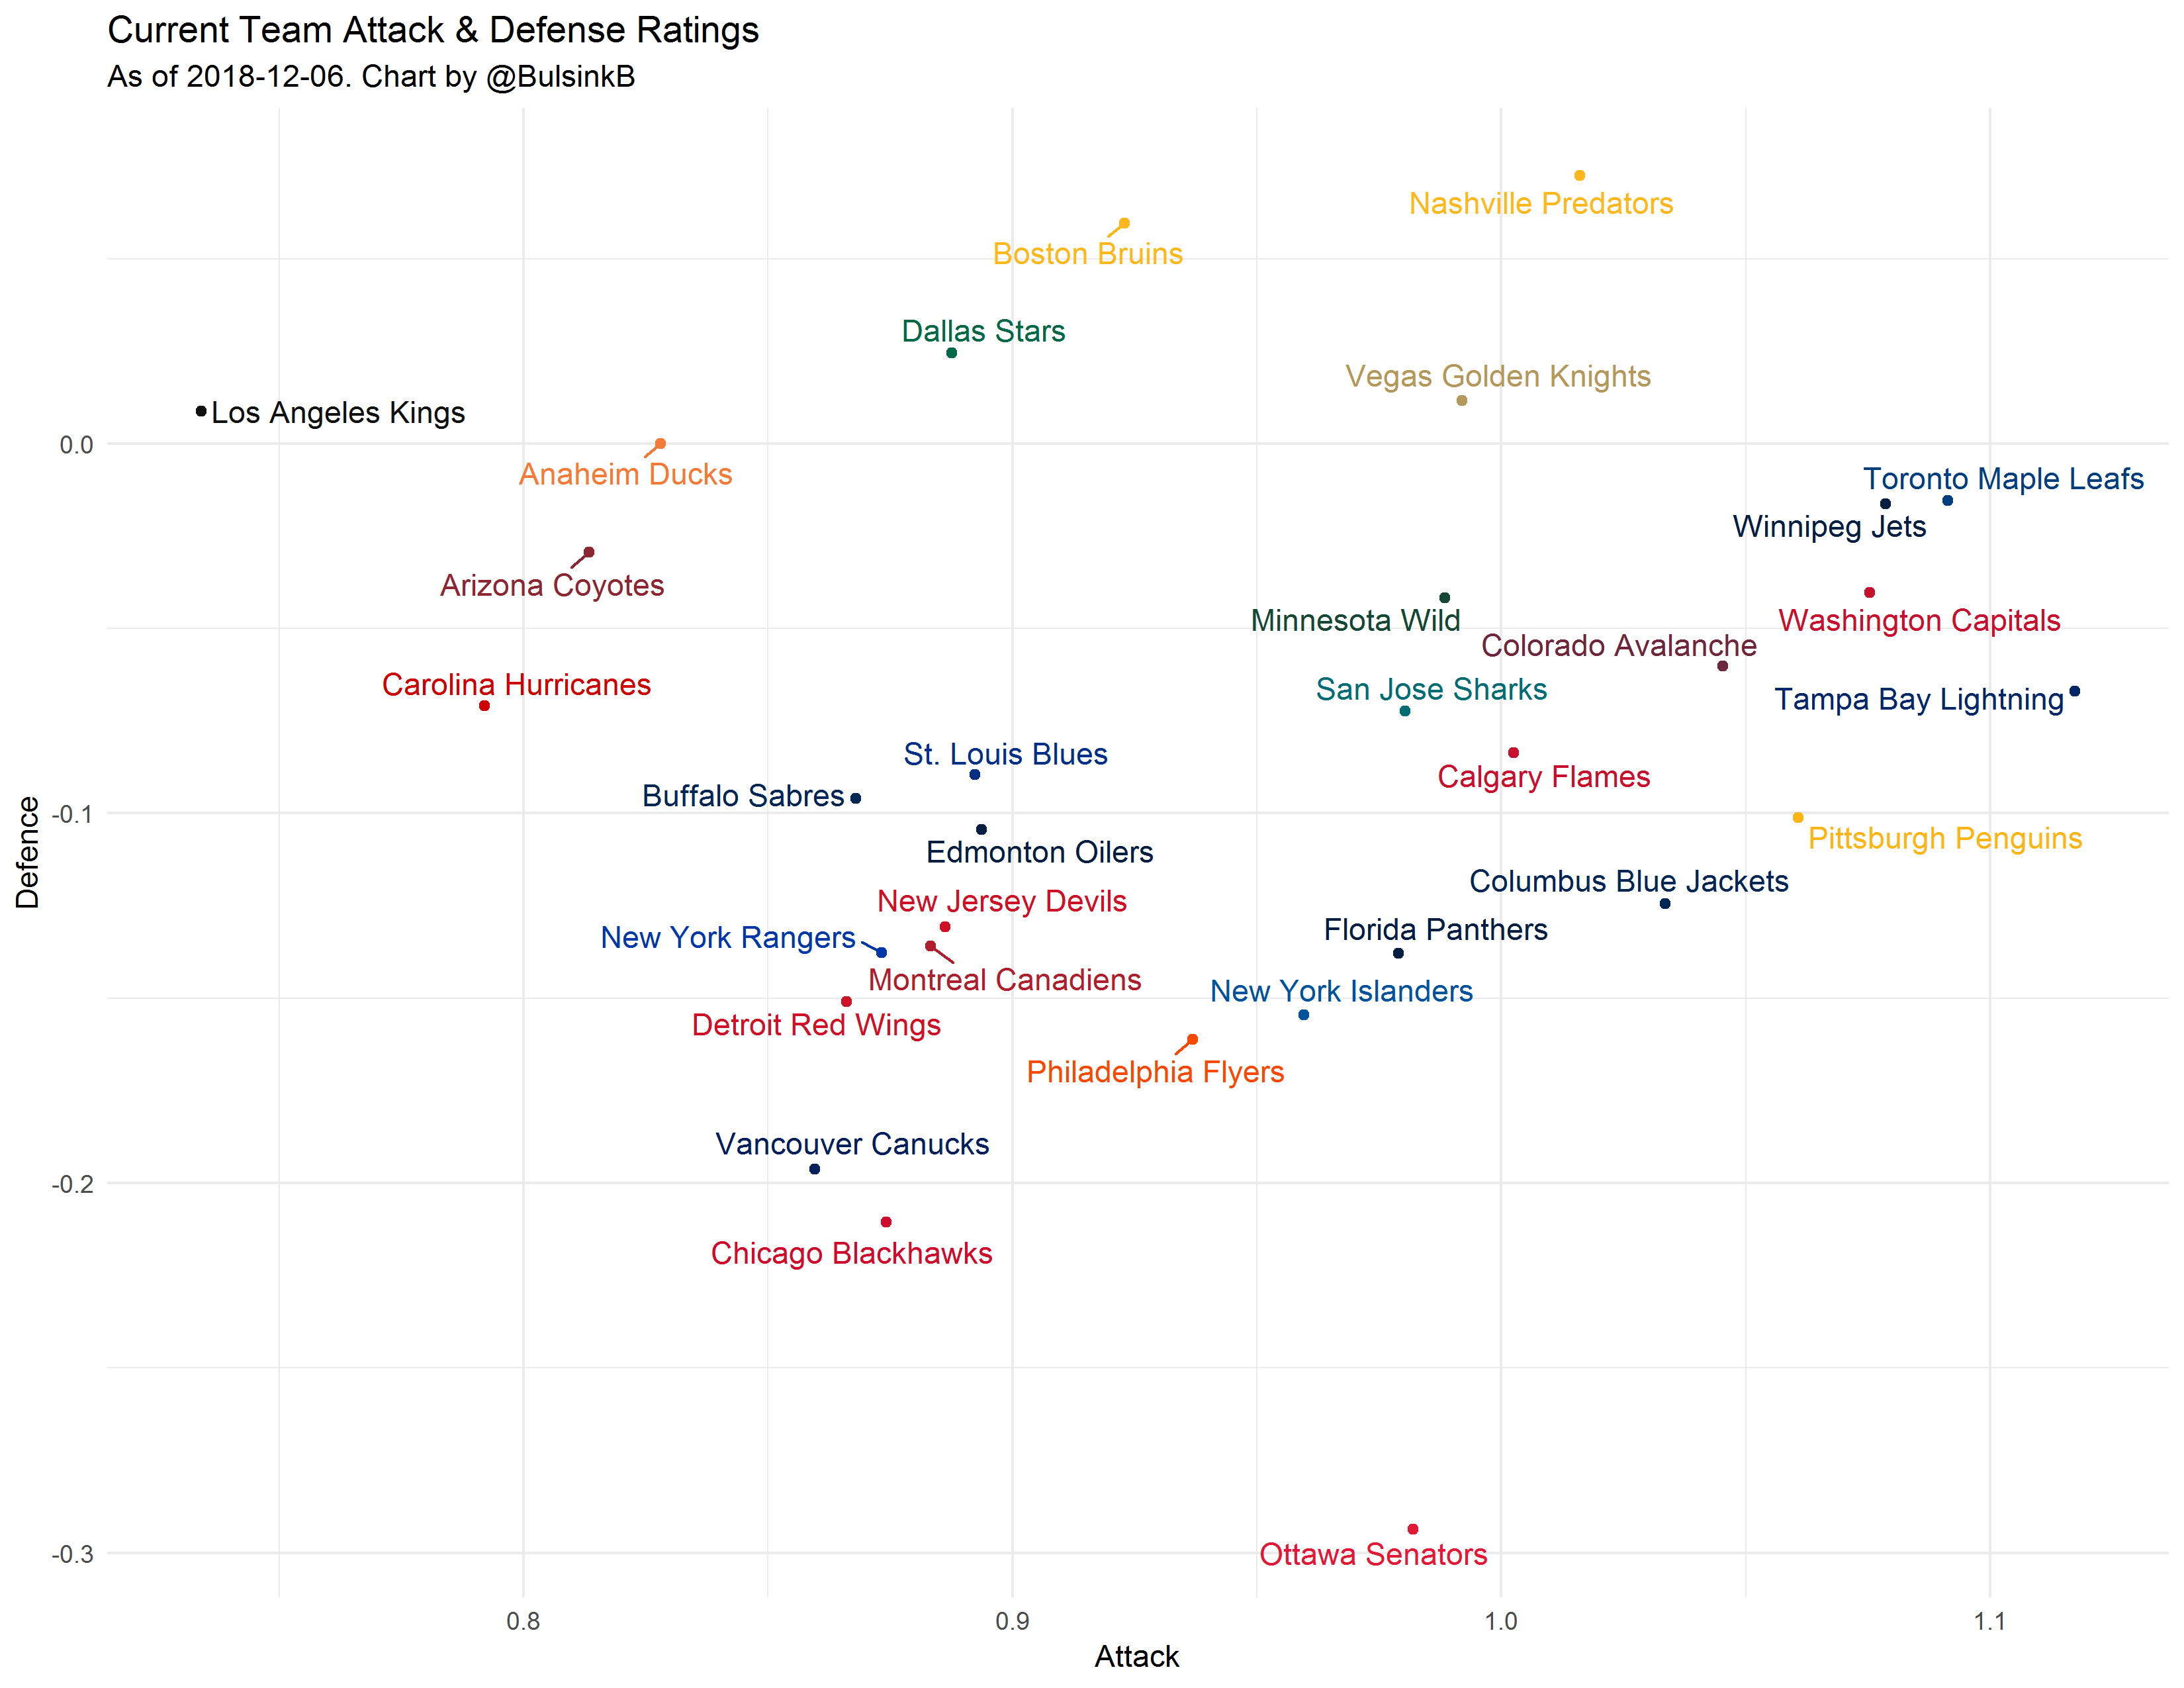 Current Team Attack & Defense Ratings
As of 2018-12-06. Chart by @BulsinkB
Nashville Predators
Boston Bruins
Dallas Stars
Vegas Golden Knights
Los Angeles Kings
0.0
Anaheim Ducks
Toronto Maple Leafs
Winnipeg Jets
Arizona Coyotes
Minnesota Wild
Washington Capitals
Colorado Avalanche
Carolina Hurricanes
San Jose Sharks
Tampa Bay Lightning
St. Louis Blues
Calgary Flames
Buffalo Sabres
-0.1
Pittsburgh Penguins
Edmonton Oilers
Defence
Columbus Blue Jackets
New Jersey Devils
Florida Panthers
New York Rangers
Montreal Canadiens
New York Islanders
Detroit Red Wings
Philadelphia Flyers
Vancouver Canucks
-0.2
Chicago Blackhawks
-0.3
Ottawa Senators
0.8
0.9
1.0
1.1
Attack